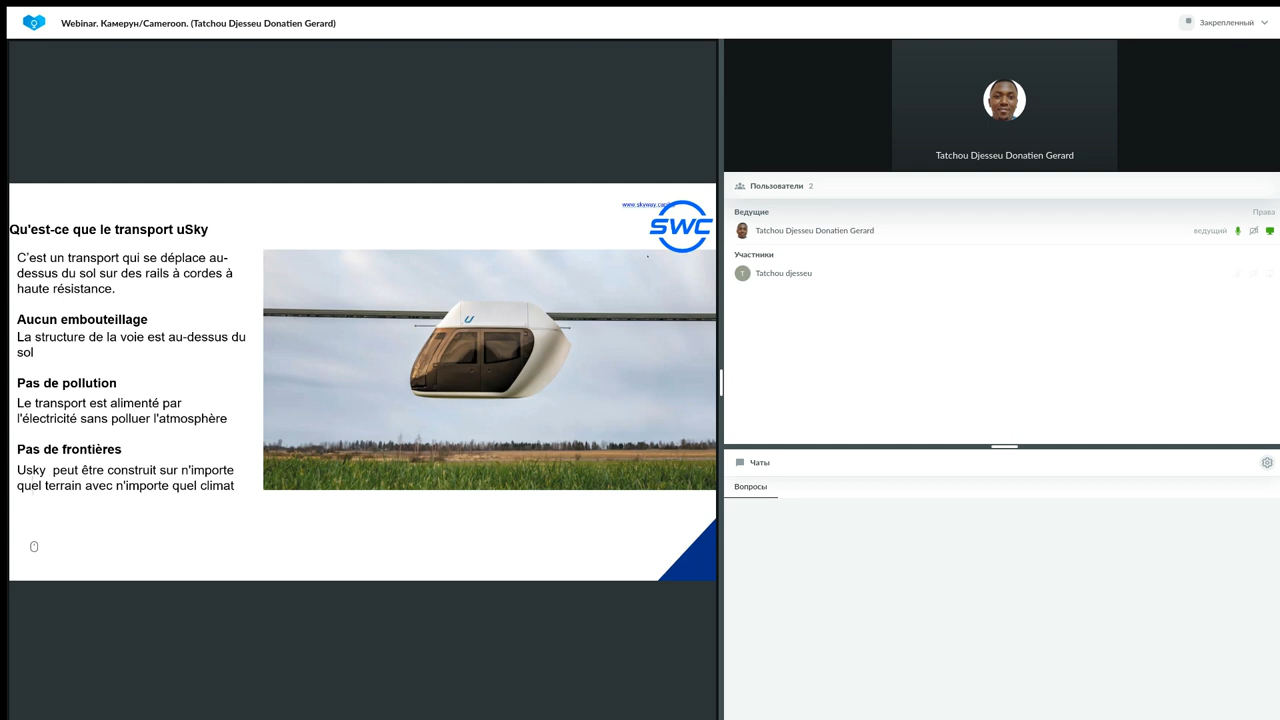 Webinar. Камерун/Cameroon. (Tatchou Djesseu Donatien Gerard)
Закрепленный
www.skyway.capi
SWC
Qu'est-ce que le transport uSky
C'est un transport qui se déplace au-
dessus du sol sur des rails à cordes à
haute résistance.
Aucun embouteillage
La structure de la voie est au-dessus du
sol
Pas de pollution
Le transport est alimenté par
l'électricité sans polluer l'atmosphère
Pas de frontières
Usky peut être construit sur n'importe
quel terrain avec n'importe quel climat
U
Tatchou Djesseu Donatien Gerard
Пользователи 2
Ведущие Права
Tatchou Djesseu Donatien Gerard ведущий
Участники
T Tatchou djesseu
Чаты
Вопросы